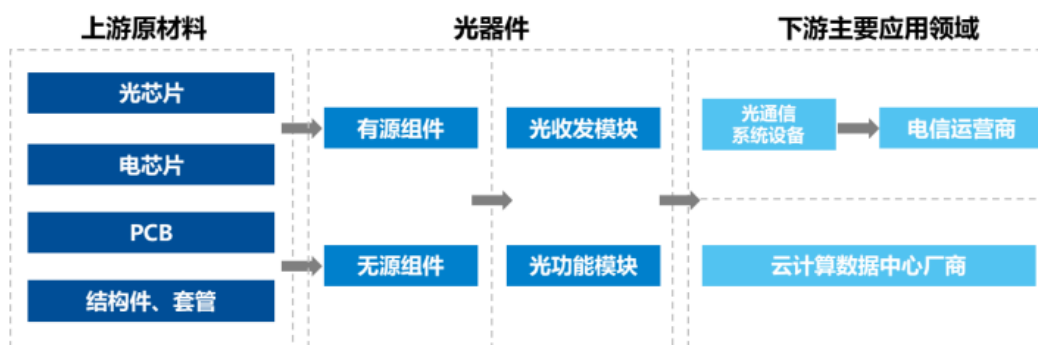 上游原材料
光器件
下游主要应用领域
光芯片
电芯片
PCB
结构件、套管
有源组件
无源组件
光收发模块
光功能模块
光通信
系统设备
电信运营商
云计算数据中心厂商